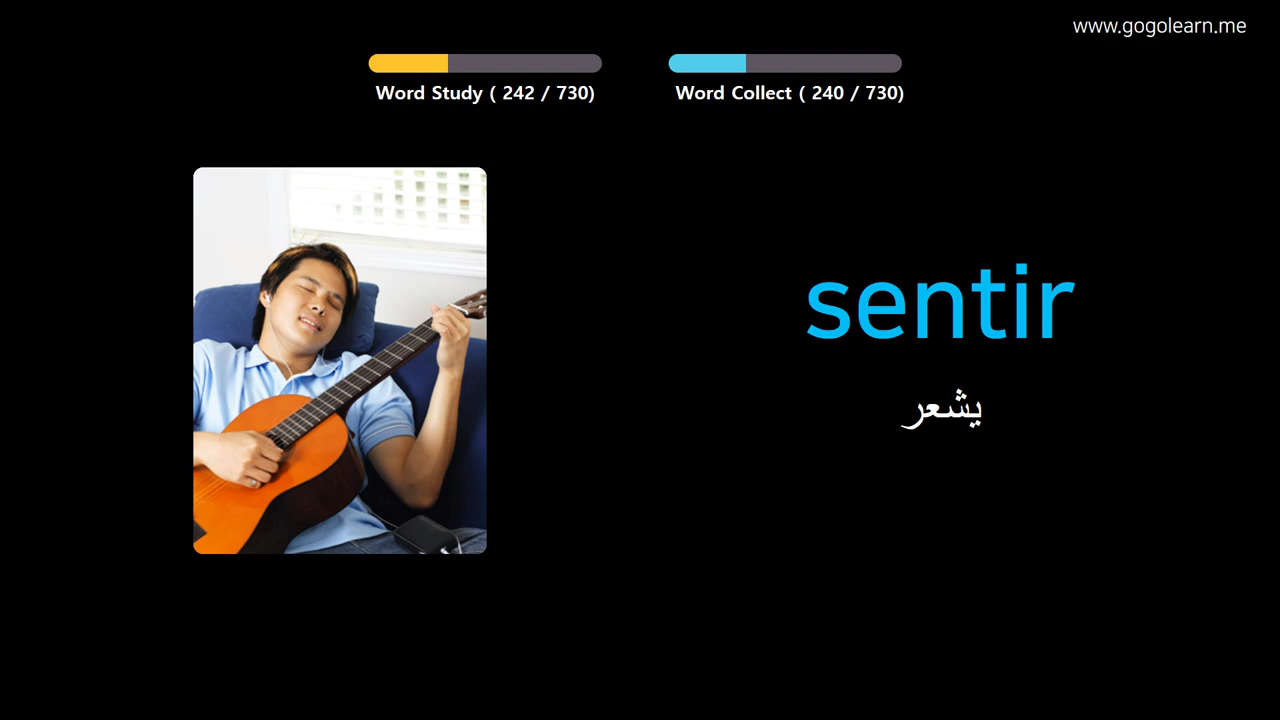 www.gogolearn.me
Word Study ( 242 / 730)
Word Collect ( 240 / 730)
sentir
يشعر